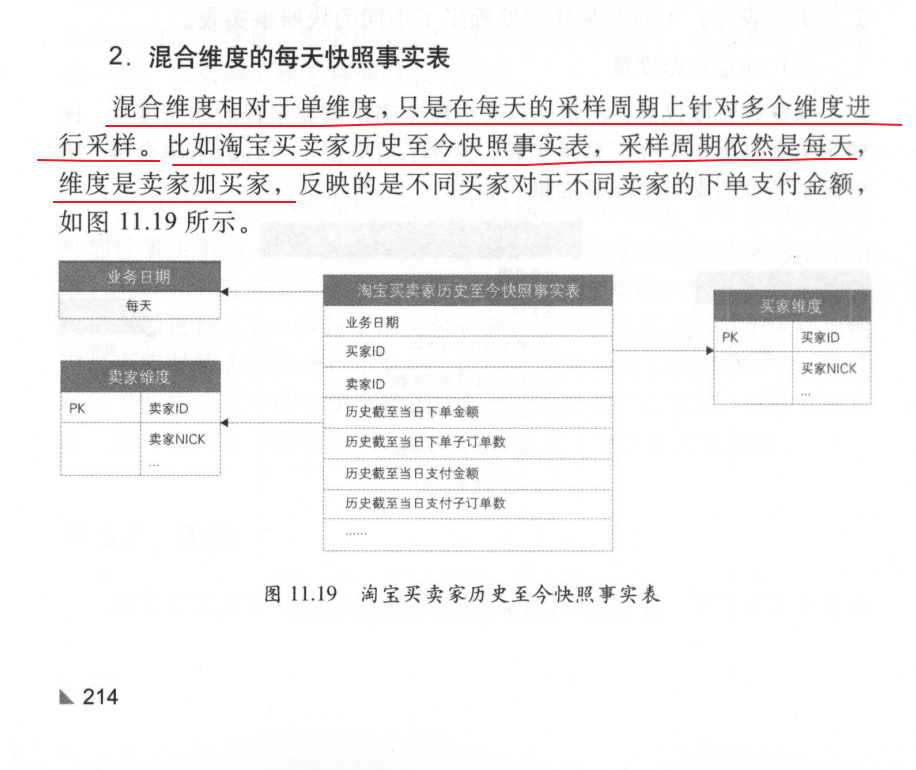 2．混合维度的每天快照事实表
混合维度相对于单维度，只是在每天的采样周期上针对多个维度进
行采样。比如淘宝买卖家历史至今快照事实表，采样周期依然是每天，
维度是卖家加买家，反映的是不同买家对于不同卖家的下单支付金额，
如图 11.19 所示。
业务日期
每天
卖家维度
PK 卖家ID
卖家NICK
...
淘宝买卖家历史至今快照事实表
业务日期
买家ID
卖家ID
历史截至当日下单金额
历史截至当日下单子订单数
历史截至当日支付金额
历史截至当日支付子订单数
......
买家维度
PK 买家ID
买家NICK
...
图 11.19 淘宝买卖家历史至今快照事实表
214